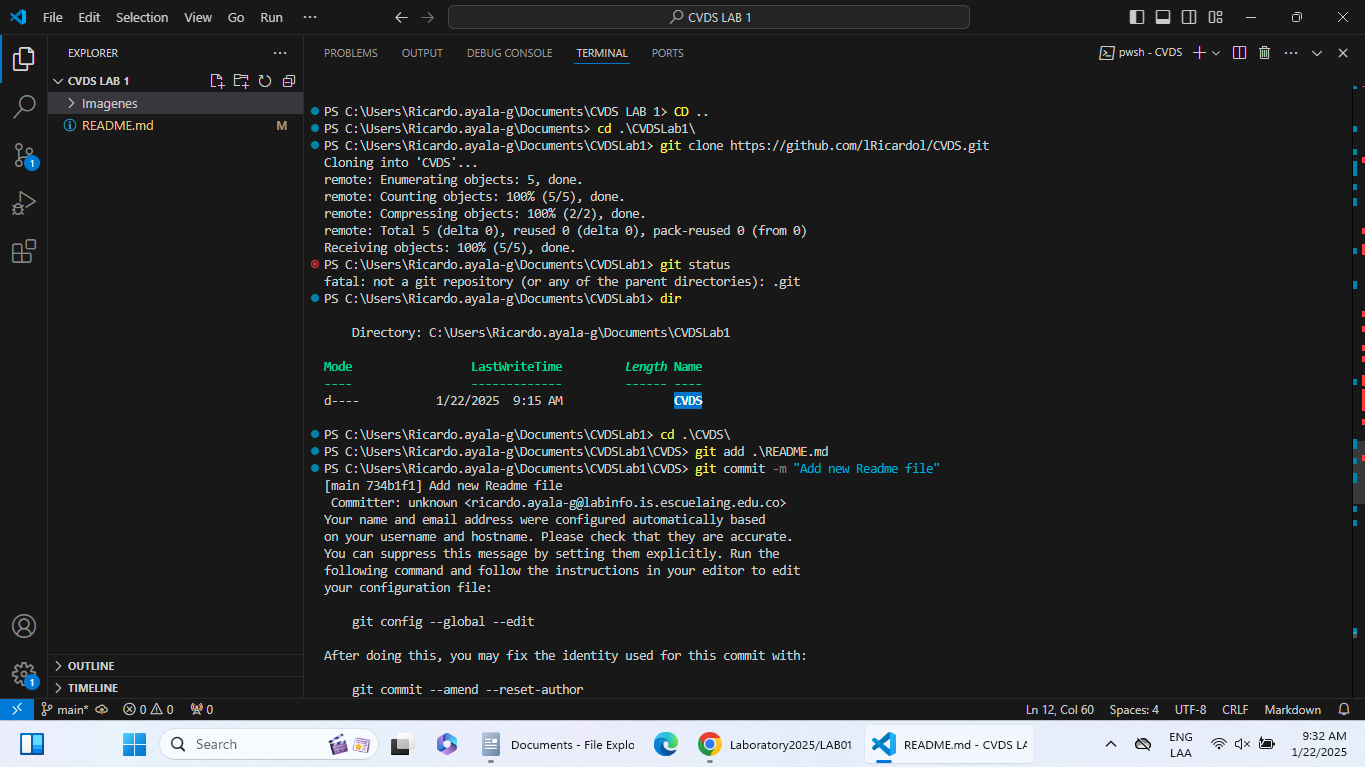 File Edit Selection View Go Run ··· CVDS LAB 1
EXPLORER ···
CVDS LAB 1
Imagenes
README.md M
1
1
OUTLINE
TIMELINE
PROBLEMS OUTPUT DEBUG CONSOLE TERMINAL PORTS pwsh - CVDS
PS C:\Users\Ricardo.ayala-g\Documents\CVDS LAB 1> CD ..
PS C:\Users\Ricardo.ayala-g\Documents> cd .\CVDSLab1\
PS C:\Users\Ricardo.ayala-g\Documents\CVDSLab1> git clone https://github.com/lRicardol/CVDS.git
Cloning into 'CVDS'...
remote: Enumerating objects: 5, done.
remote: Counting objects: 100% (5/5), done.
remote: Compressing objects: 100% (2/2), done.
remote: Total 5 (delta 0), reused 0 (delta 0), pack-reused 0 (from 0)
Receiving objects: 100% (5/5), done.
PS C:\Users\Ricardo.ayala-g\Documents\CVDSLab1> git status
fatal: not a git repository (or any of the parent directories): .git
PS C:\Users\Ricardo.ayala-g\Documents\CVDSLab1> dir
Directory: C:\Users\Ricardo.ayala-g\Documents\CVDSLab1
Mode LastWriteTime Length Name
---- ------------- ------ ----
d---- 1/22/2025 9:15 AM CVDS
PS C:\Users\Ricardo.ayala-g\Documents\CVDSLab1> cd .\CVDS\
PS C:\Users\Ricardo.ayala-g\Documents\CVDSLab1\CVDS> git add .\README.md
PS C:\Users\Ricardo.ayala-g\Documents\CVDSLab1\CVDS> git commit -m "Add new Readme file"
[main 734b1f1] Add new Readme file
Committer: unknown <ricardo.ayala-g@labinfo.is.escuelaing.edu.co>
Your name and email address were configured automatically based
on your username and hostname. Please check that they are accurate.
You can suppress this message by setting them explicitly. Run the
following command and follow the instructions in your editor to edit
your configuration file:
git config --global --edit
After doing this, you may fix the identity used for this commit with:
git commit --amend --reset-author
main* 0 0 0 Ln 12, Col 60 Spaces: 4 UTF-8 CRLF Markdown
Search Documents - File Explo Laboratory2025/LAB01 README.md - CVDS LA ENG 9:32 AM
LAA 1/22/2025